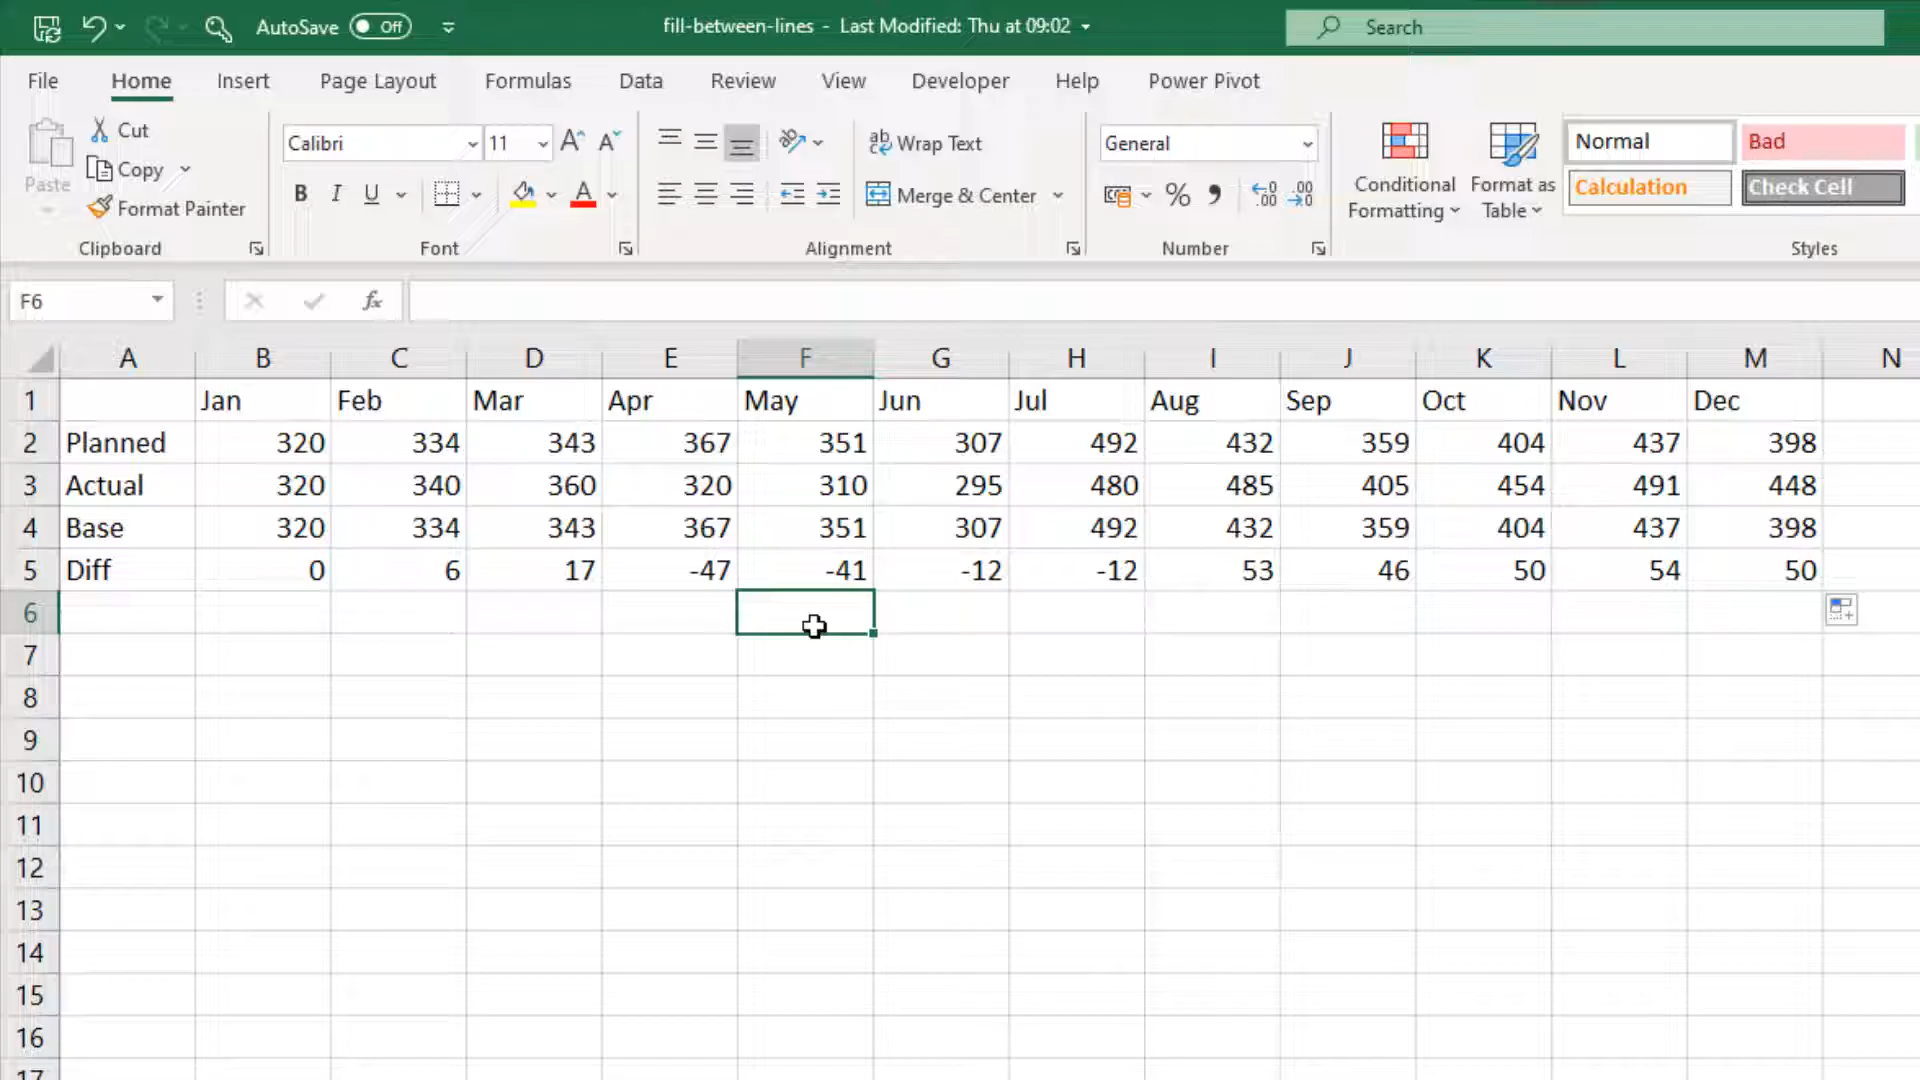 AutoSave Off fill-between-lines - Last Modified: Thu at 09:02 Search
File Home Insert Page Layout Formulas Data Review View Developer Help Power Pivot
Paste Cut Copy Format Painter
Clipboard
Calibri 11
B I U A
Font
ab Wrap Text
Merge & Center
Alignment
General
% 9 .00
Number
Conditional Formatting
Format as Table
Normal Bad
Calculation Check Cell
Styles
F6 fx
A B C D E F G H I J K L M N
1 Jan Feb Mar Apr May Jun Jul Aug Sep Oct Nov Dec
2 Planned 320 334 343 367 351 307 492 432 359 404 437 398
3 Actual 320 340 360 320 310 295 480 485 405 454 491 448
4 Base 320 334 343 367 351 307 492 432 359 404 437 398
5 Diff 0 6 17 -47 -41 -12 -12 53 46 50 54 50
6
7
8
9
10
11
12
13
14
15
16
17